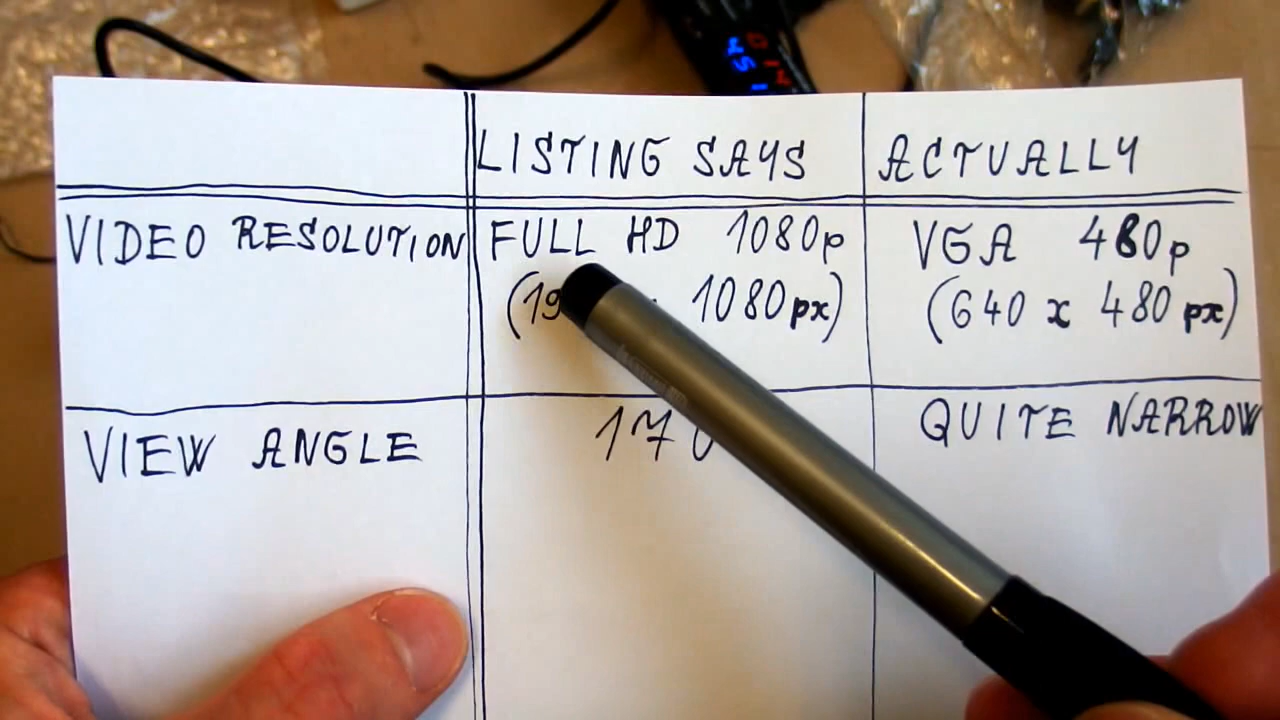 LISTING SAYS
ACTUALLY
VIDEO RESOLUTION
FULL HD 1080p
1080px)
VGA 480p
(640 x 480 px)
VIEW ANGLE
QUITE NARROW